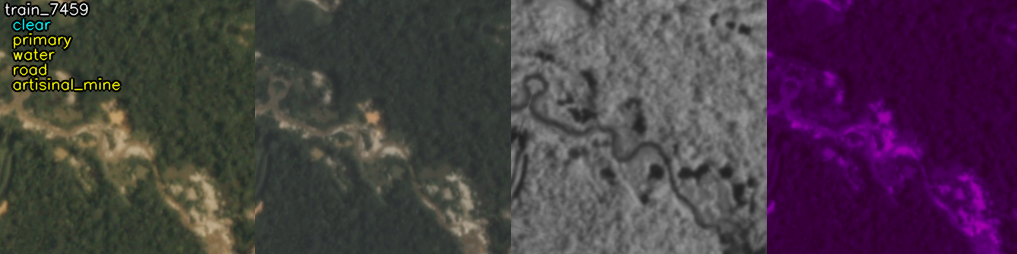 train_7459
clear
primary
water
road
artisinal_mine